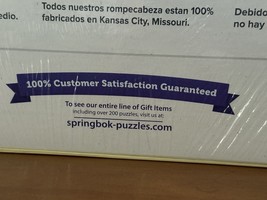 Todos nuestros rompecabeza estan 100%
fabricados en Kansas City, Missouri.
edio.
Debido
no hay
100% Customer Satisfaction Guaranteed
To see our entire line of Gift Items
including over 200 puzzles, visit us at:
springbok-puzzles.com